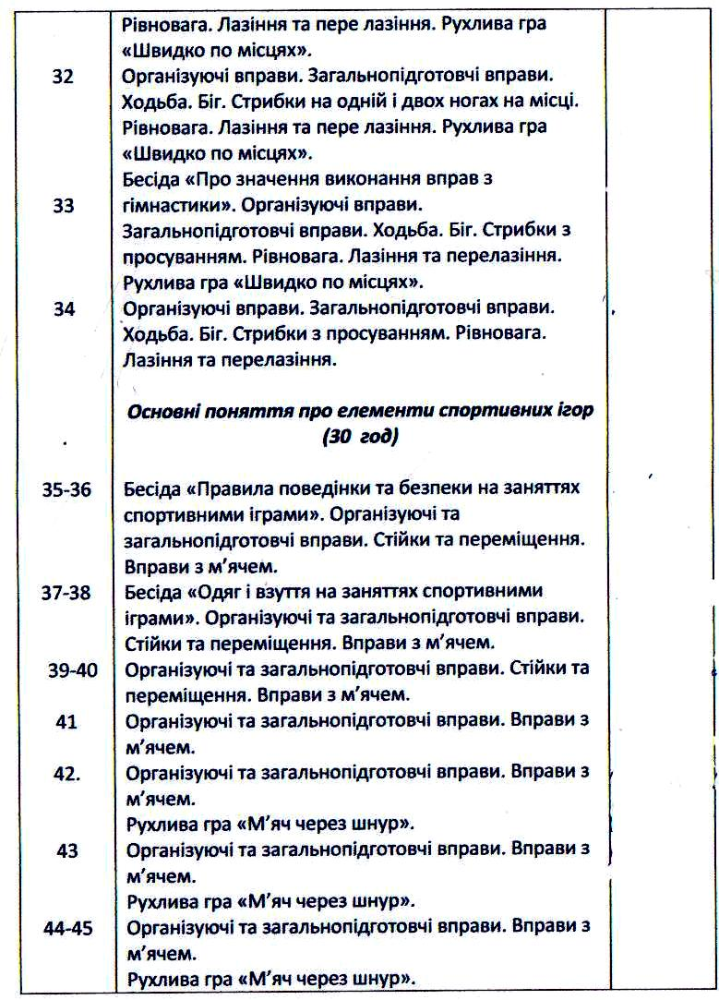 Рівновага. Лазіння та пере лазіння. Рухлива гра
«Швидко по місцях».
32 Організуючі вправи. Загальнопідготовчі вправи.
Ходьба. Біг. Стрибки на одній і двох ногах на місці.
Рівновага. Лазіння та пере лазіння. Рухлива гра
«Швидко по місцях».
Бесіда «Про значення виконання вправ з
33 гімнастики». Організуючі вправи.
Загальнопідготовчі вправи. Ходьба. Біг. Стрибки з
просуванням. Рівновага. Лазіння та перелазіння.
Рухлива гра «Швидко по місцях».
34 Організуючі вправи. Загальнопідготовчі вправи.
Ходьба. Біг. Стрибки з просуванням. Рівновага.
Лазіння та перелазіння.
Основні поняття про елементи спортивних ігор
(30 год)
35-36 Бесіда «Правила поведінки та безпеки на заняттях
спортивними іграми». Організуючі та
загальнопідготовчі вправи. Стійки та переміщення.
Вправи з м’ячем.
37-38 Бесіда «Одяг і взуття на заняттях спортивними
іграми». Організуючі та загальнопідготовчі вправи.
Стійки та переміщення. Вправи з м’ячем.
39-40 Організуючі та загальнопідготовчі вправи. Стійки та
переміщення. Вправи з м’ячем.
41 Організуючі та загальнопідготовчі вправи. Вправи з
м’ячем.
42. Організуючі та загальнопідготовчі вправи. Вправи з
м’ячем.
Рухлива гра «М’яч через шнур».
43 Організуючі та загальнопідготовчі вправи. Вправи з
м’ячем.
Рухлива гра «М’яч через шнур».
44-45 Організуючі та загальнопідготовчі вправи. Вправи з
м’ячем.
Рухлива гра «М’яч через шнур».